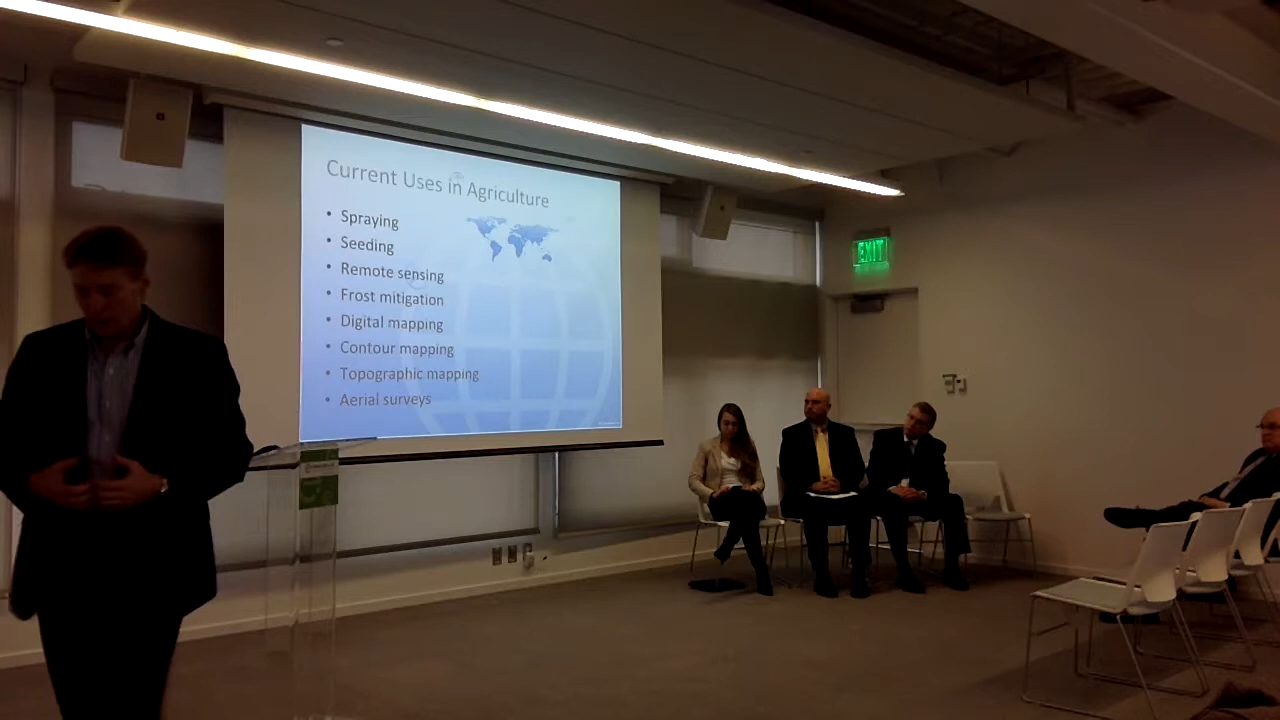 Current Uses in Agriculture
• Spraying
• Seeding
• Remote sensing
• Frost mitigation
• Digital mapping
• Contour mapping
• Topographic mapping
• Aerial surveys
EXIT